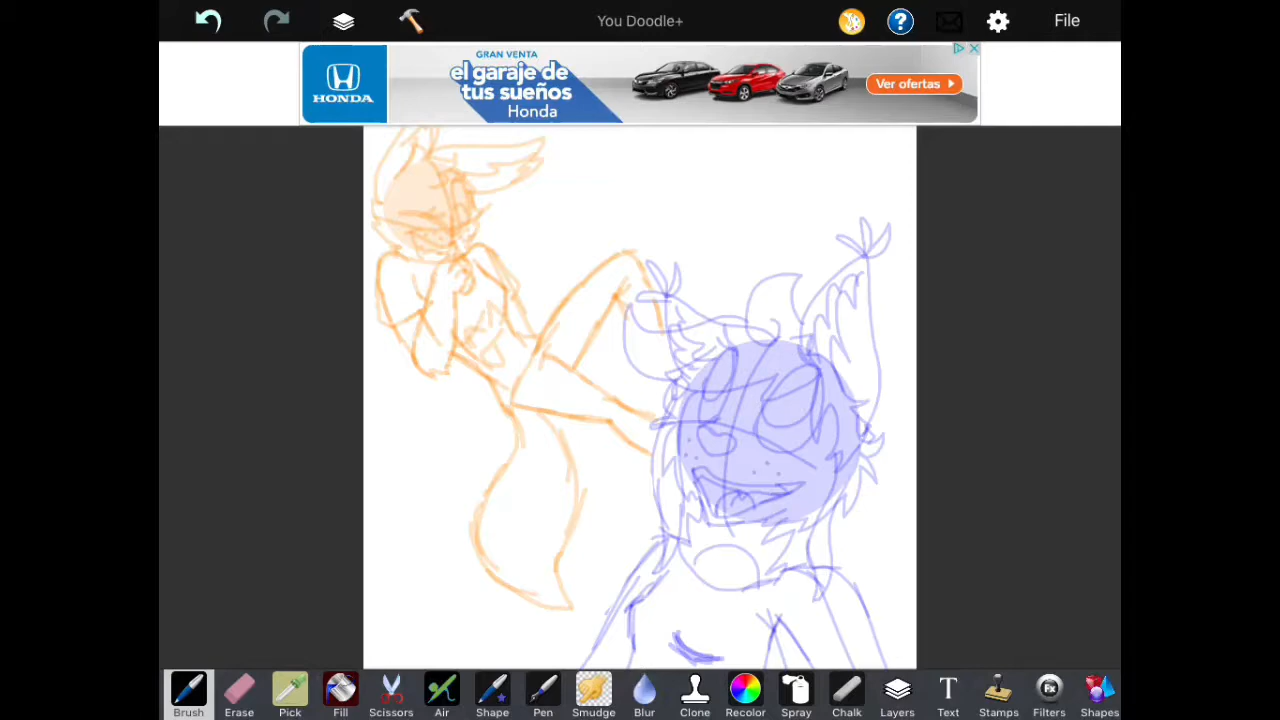 You Doodle+
File
HONDA
GRAN VENTA
el garaje de
tus sueños
Honda
Ver ofertas
Brush
Erase
Pick
Fill
Scissors
Air
Shape
Pen
Smudge
Blur
Clone
Recolor
Spray
Chalk
Layers
Text
Stamps
Filters
Shapes